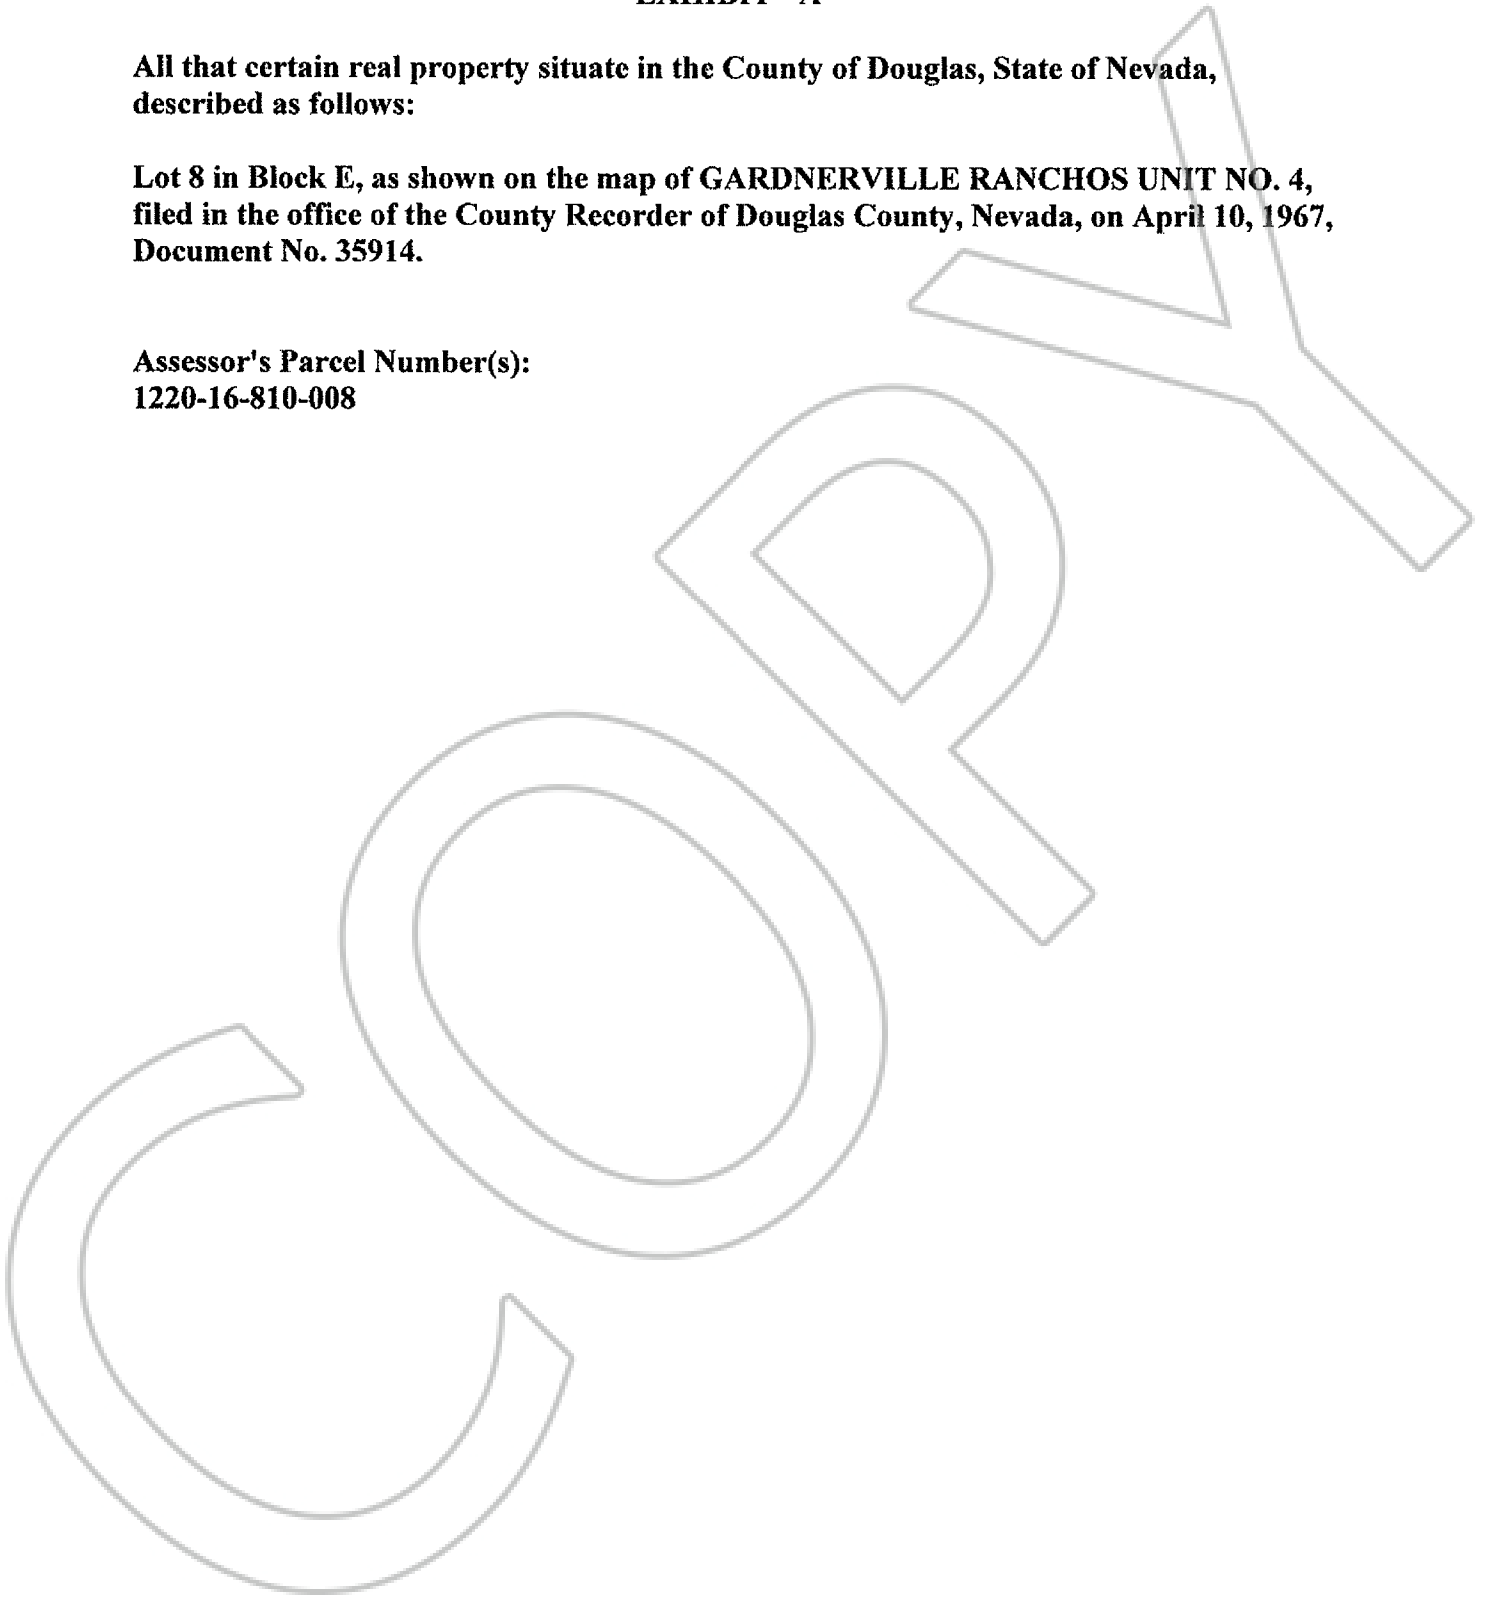 EXHIBIT "A"
All that certain real property situate in the County of Douglas, State of Nevada,
described as follows:
Lot 8 in Block E, as shown on the map of GARDNERVILLE RANCHOS UNIT NO. 4,
filed in the office of the County Recorder of Douglas County, Nevada, on April 10, 1967,
Document No. 35914.
Assessor's Parcel Number(s):
1220-16-810-008
COPY